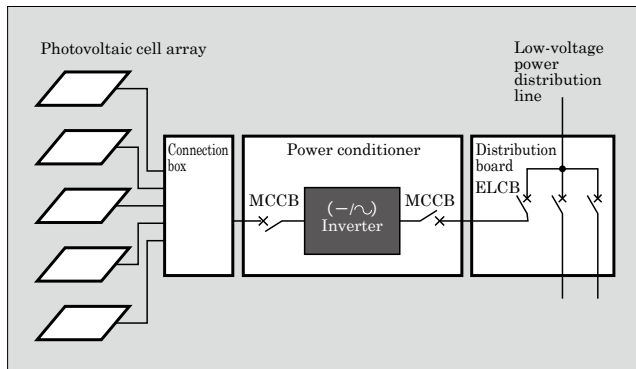 Photovoltaic cell array
Low-voltage
power
distribution
line
Connection
box
Power conditioner
Distribution
board
MCCB
(−/∿)
Inverter
MCCB
ELCB